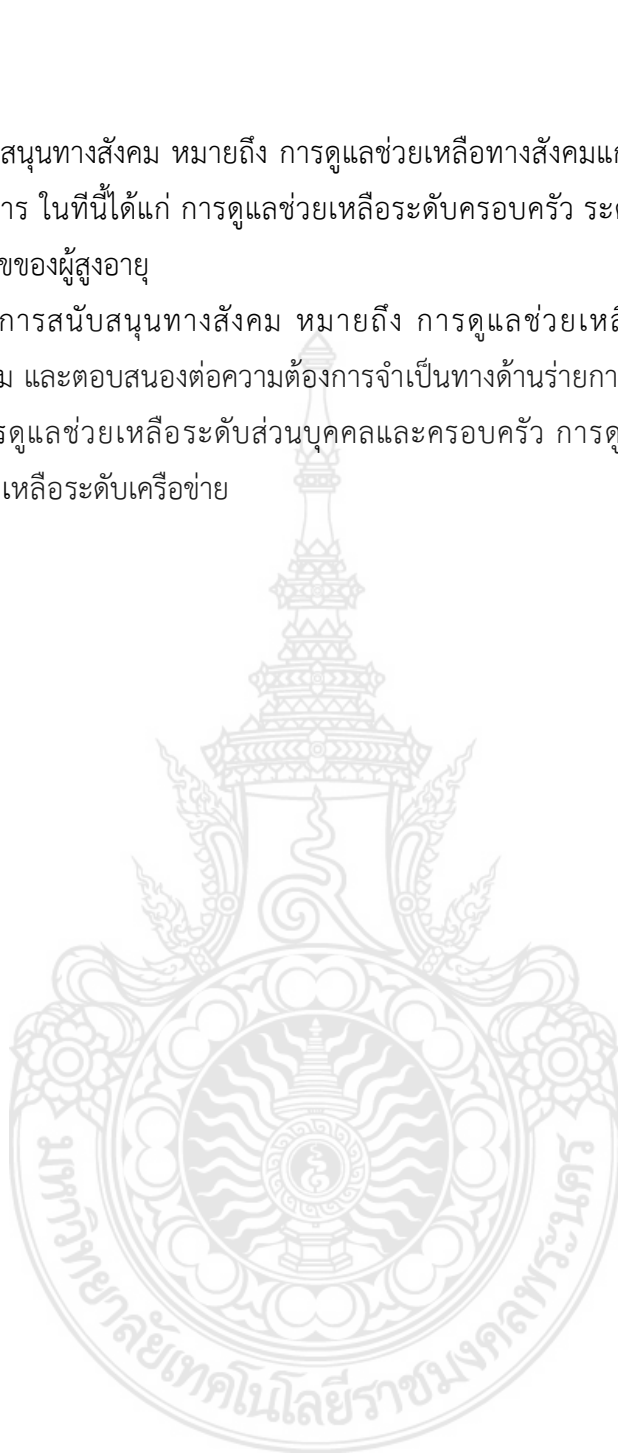 สนุนทางสังคม หมายถึง การดูแลช่วยเหลือทางสังคมแก
าร ในทีนี้ได้แก่ การดูแลช่วยเหลือระดับครอบครัว ระด
ขของผู้สูงอายุ
การสนับสนุนทางสังคม หมายถึง การดูแลช่วยเหลื
ม และตอบสนองต่อความต้องการจำเป็นทางด้านร่ายกา
รดูแลช่วยเหลือระดับส่วนบุคคลและครอบครัว การดู
เหลือระดับเครือข่าย
มหาวิทยาลัยเทคโนโลยีราชมงคลพระนคร